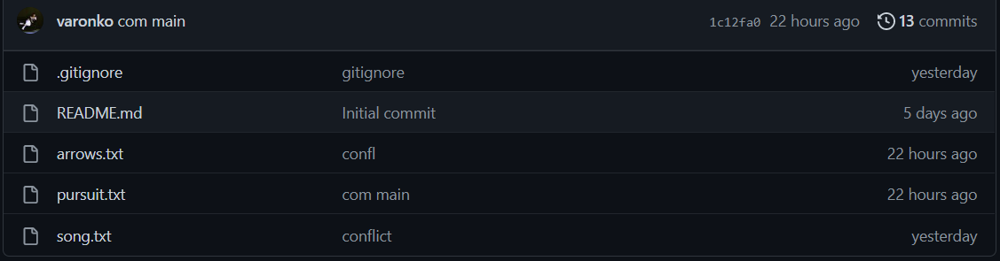 varonko com main 1c12fa0 22 hours ago 13 commits
.gitignore gitignore yesterday
README.md Initial commit 5 days ago
arrows.txt confl 22 hours ago
pursuit.txt com main 22 hours ago
song.txt conflict yesterday